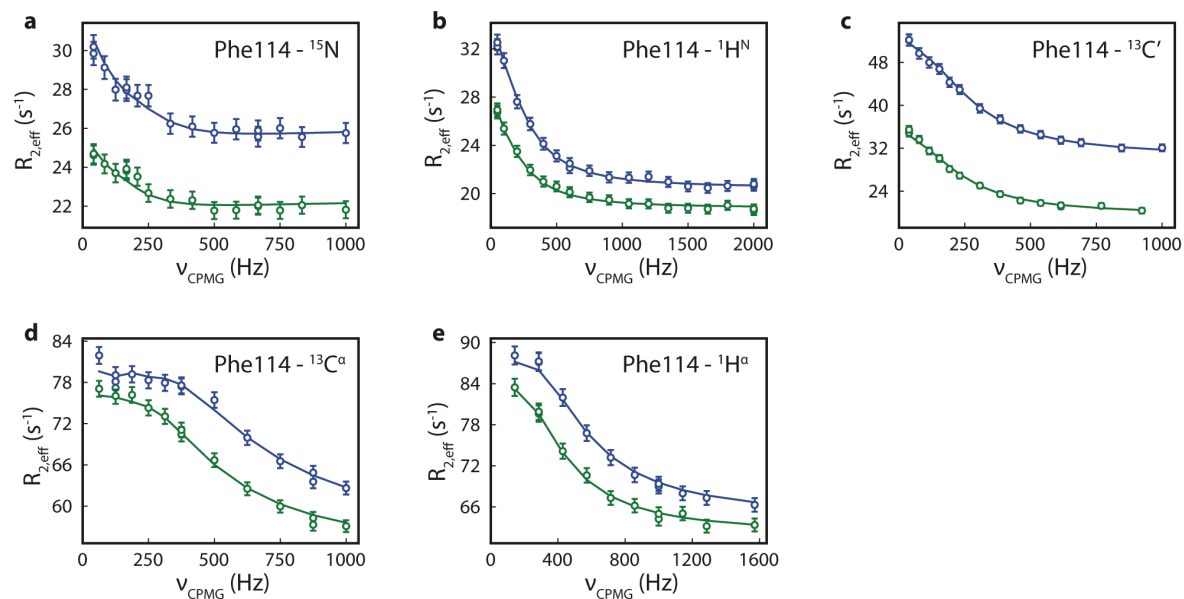 a
Phe114 - ¹⁵N
R2,eff (s⁻¹)
30
28
26
24
22
0 250 500 750 1000
νCPMG (Hz)
b
Phe114 - ¹Hᴺ
R2,eff (s⁻¹)
32
28
24
20
0 500 1000 1500 2000
νCPMG (Hz)
c
Phe114 - ¹³C′
R2,eff (s⁻¹)
48
40
32
24
0 250 500 750 1000
νCPMG (Hz)
d
Phe114 - ¹³Cᵅ
R2,eff (s⁻¹)
84
78
72
66
60
0 250 500 750 1000
νCPMG (Hz)
e
Phe114 - ¹Hᵅ
R2,eff (s⁻¹)
90
84
78
72
66
0 400 800 1200 1600
νCPMG (Hz)